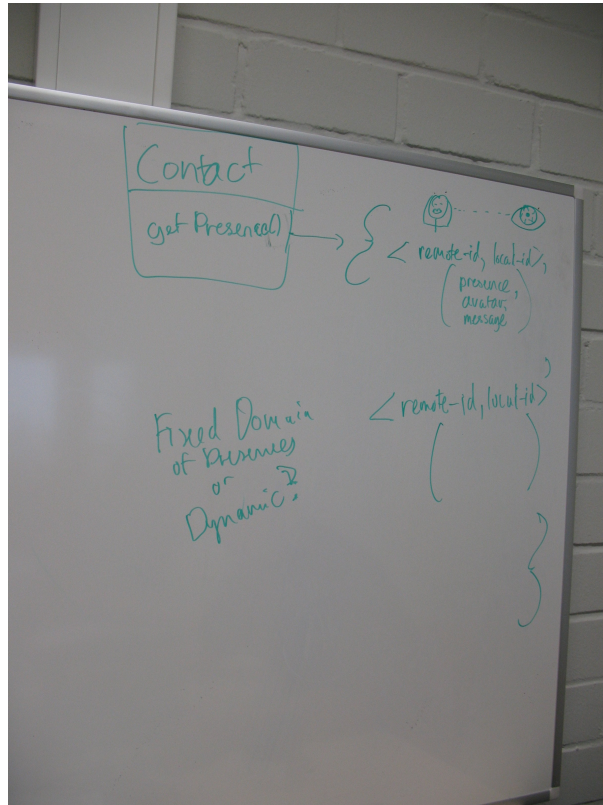 Contact
getPresence()
{
< remote-id, local-id>,
(presence,
avatar,
message)
,
< remote-id, local-id>
( )
}
Fixed Domain
of Presences
or
Dynamic?